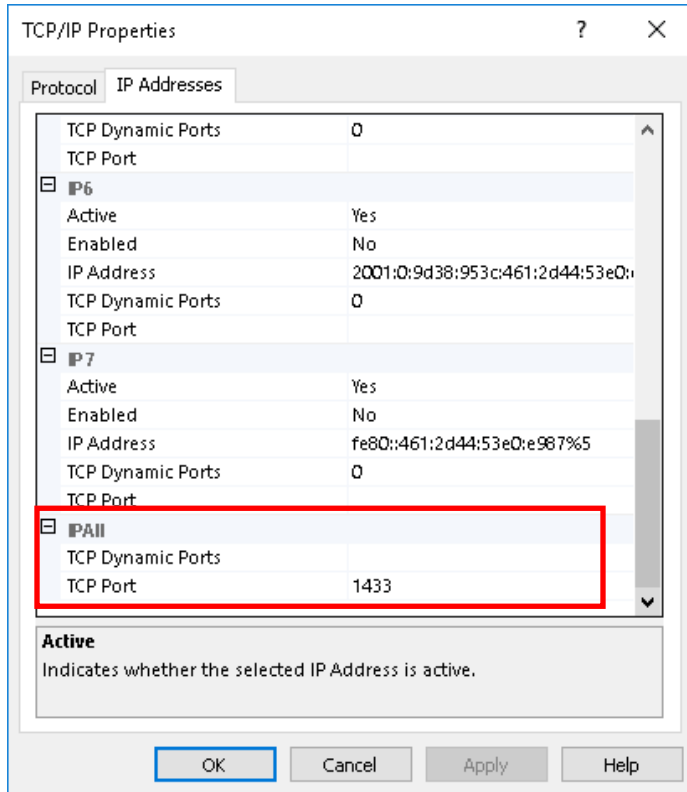 TCP/IP Properties ?
Protocol IP Addresses
TCP Dynamic Ports 0
TCP Port
IP6
Active Yes
Enabled No
IP Address 2001:0:9d38:953c:461:2d44:53e0:
TCP Dynamic Ports 0
TCP Port
IP7
Active Yes
Enabled No
IP Address fe80::461:2d44:53e0:e987%5
TCP Dynamic Ports 0
TCP Port
IPAll
TCP Dynamic Ports
TCP Port 1433
Active
Indicates whether the selected IP Address is active.
OK Cancel Apply Help